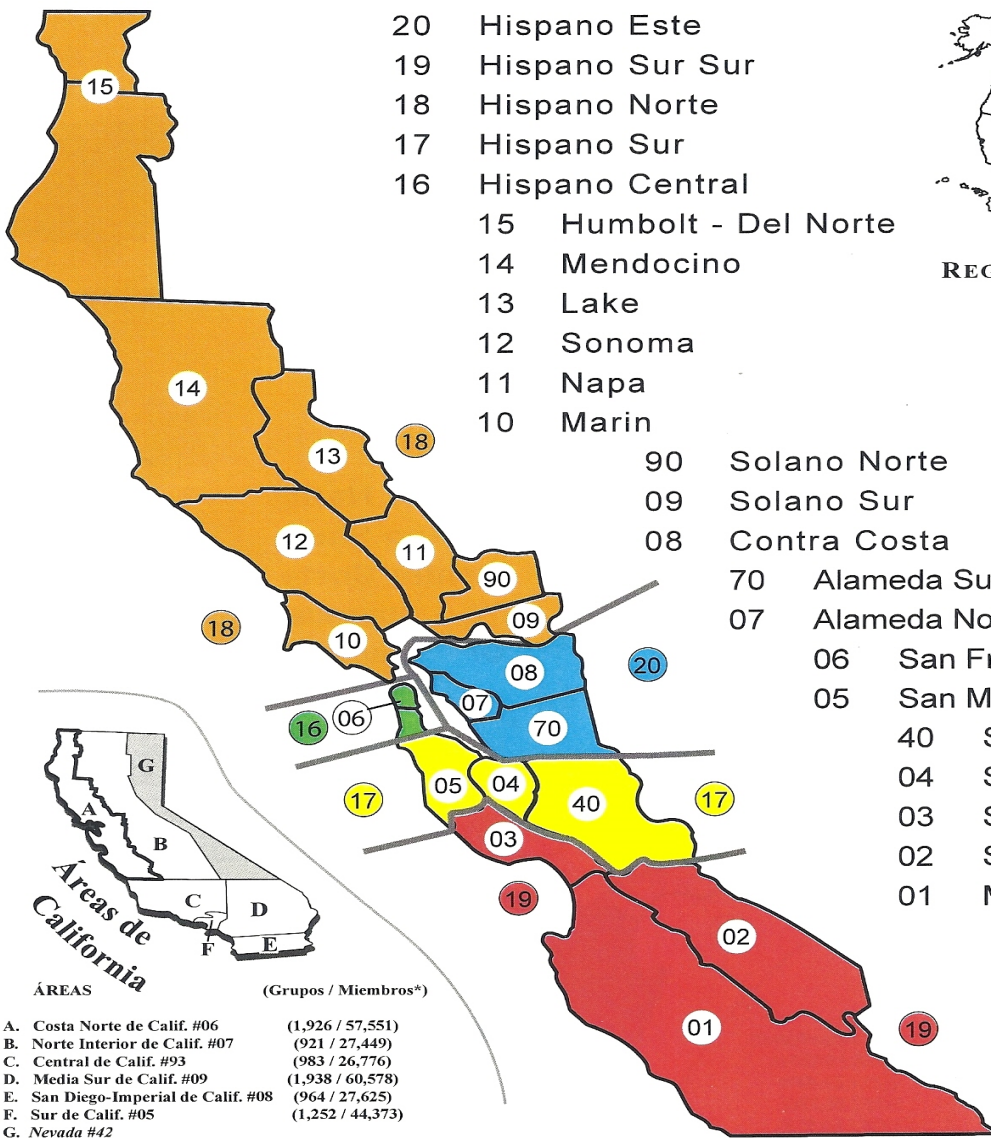 20 Hispano Este
19 Hispano Sur Sur
18 Hispano Norte
17 Hispano Sur
16 Hispano Central
15 Humbolt - Del Norte
14 Mendocino
13 Lake
12 Sonoma
11 Napa
10 Marin
90 Solano Norte
09 Solano Sur
08 Contra Costa
70 Alameda Su
07 Alameda No
06 San Fr
05 San M
40 S
04 S
03 S
02 S
01
REG
15
14
13
18
12
11
90
09
18
10
08
20
07
16
06
70
17
05
04
40
17
03
19
02
01
19
G
A
B
C
D
F
E
Áreas de
California
ÁREAS (Grupos / Miembros*)
A. Costa Norte de Calif. #06 (1,926 / 57,551)
B. Norte Interior de Calif. #07 (921 / 27,449)
C. Central de Calif. #93 (983 / 26,776)
D. Media Sur de Calif. #09 (1,938 / 60,578)
E. San Diego-Imperial de Calif. #08 (964 / 27,625)
F. Sur de Calif. #05 (1,252 / 44,373)
G. Nevada #42